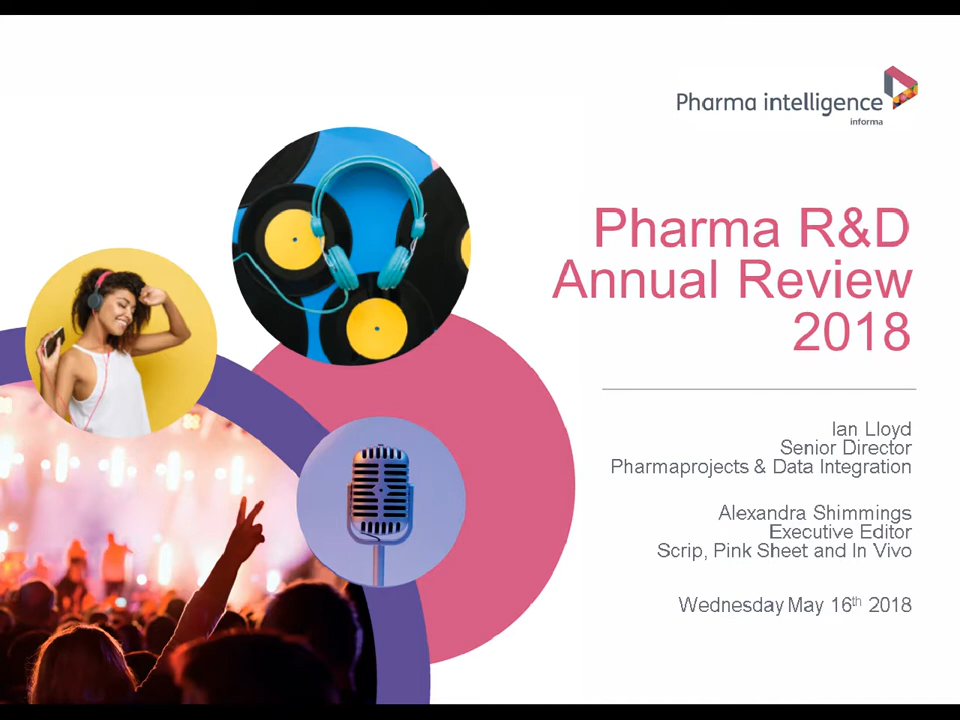 Pharma intelligence
informa
Pharma R&D
Annual Review
2018
Ian Lloyd
Senior Director
Pharmaprojects & Data Integration
Alexandra Shimmings
Executive Editor
Scrip, Pink Sheet and In Vivo
Wednesday May 16th 2018